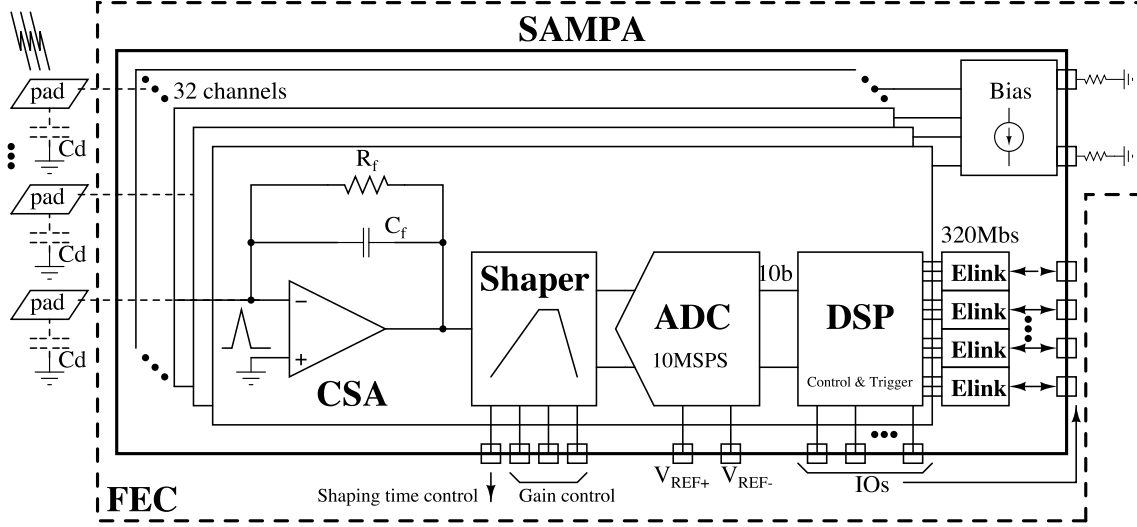 SAMPA
pad
32 channels
Bias
Cd
R_f
pad
C_f
320Mbs
Cd
Shaper
10b
Elink
pad
−
ADC
DSP
Elink
10MSPS
Elink
Cd
+
CSA
Control & Trigger
Elink
V_REF+
V_REF-
IOs
FEC
Shaping time control
Gain control